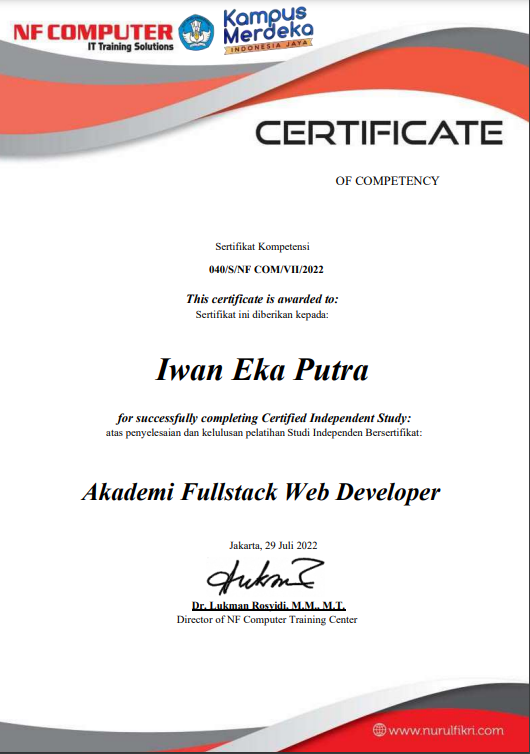 NF COMPUTER
IT Training Solutions
Kampus
Merdeka
INDONESIA JAYA
CERTIFICATE
OF COMPETENCY
Sertifikat Kompetensi
040/S/NF COM/VII/2022
This certificate is awarded to:
Sertifikat ini diberikan kepada:
Iwan Eka Putra
for successfully completing Certified Independent Study:
atas penyelesaian dan kelulusan pelatihan Studi Independen Bersertifikat:
Akademi Fullstack Web Developer
Jakarta, 29 Juli 2022
Dr. Lukman Rosyidi, M.M., M.T.
Director of NF Computer Training Center
www.nurulfikri.com